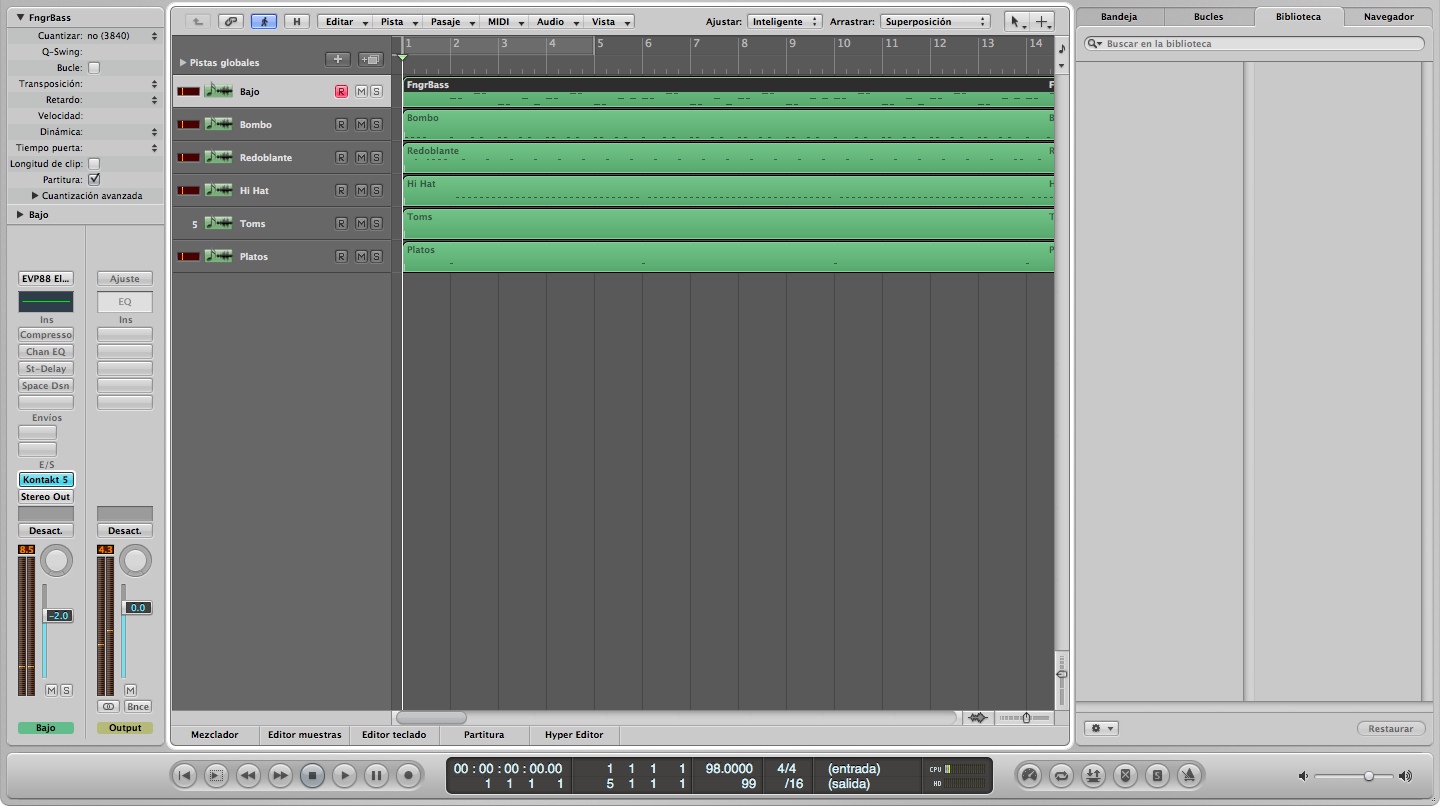 FngrBass
Cuantizar: no (3840)
Q-Swing:
Bucle:
Transposición:
Retardo:
Velocidad:
Dinámica:
Tiempo puerta:
Longitud de clip:
Partitura:
Cuantización avanzada
Bajo
EVP88 El...
Ajuste
EQ
Ins
Ins
Compresso
Chan EQ
St-Delay
Space Dsn
Envíos
E/S
Kontakt 5
Stereo Out
Desact.
Desact.
8.5
4.3
-2.0
0.0
M S
M
Bnce
Bajo
Output
H
Editar
Pista
Pasaje
MIDI
Audio
Vista
Ajustar: Inteligente
Arrastrar: Superposición
Pistas globales
1 2 3 4 5 6 7 8 9 10 11 12 13 14
Bajo R M S
FngrBass F
Bombo R M S
Bombo B
Redoblante R M S
Redoblante R
Hi Hat R M S
Hi Hat H
5 Toms R M S
Toms T
Platos R M S
Platos P
Mezclador
Editor muestras
Editor teclado
Partitura
Hyper Editor
Bandeja
Bucles
Biblioteca
Navegador
Buscar en la biblioteca
Restaurar
00 : 00 : 00 : 00.00 1 1 1 1 98.0000 4/4 (entrada) CPU
1 1 1 1 5 1 1 1 99 /16 (salida) HD
S